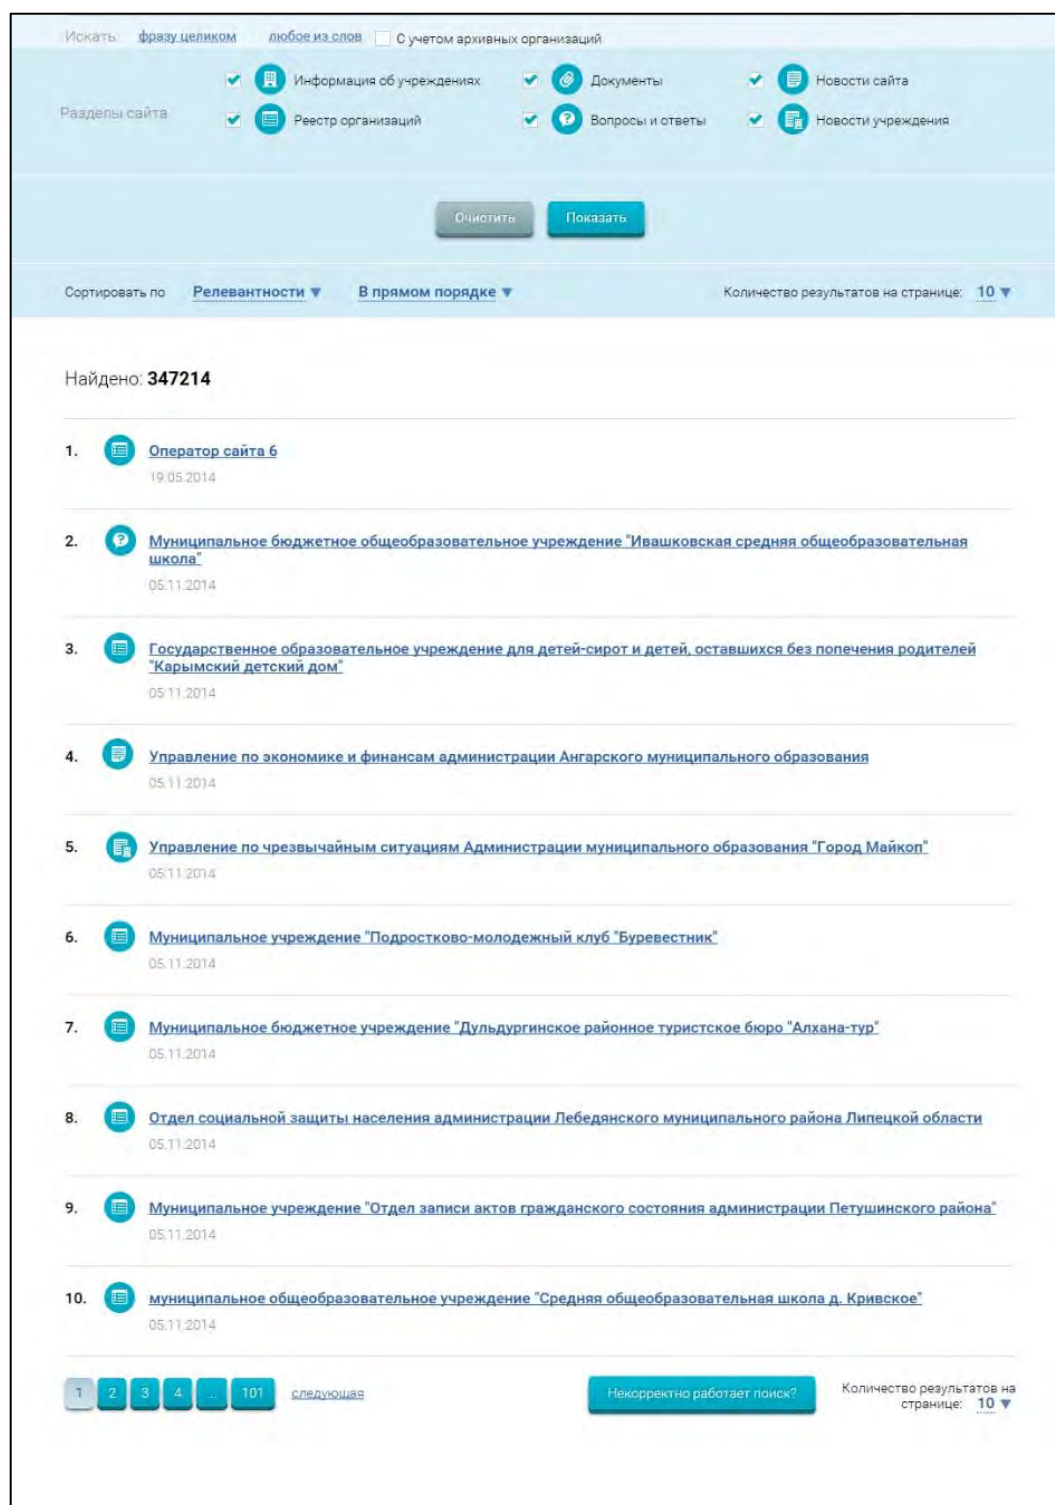 Искать: фразу целиком любое из слов С учетом архивных организаций
Информация об учреждениях Документы Новости сайта
Разделы сайта
Реестр организаций Вопросы и ответы Новости учреждения
Очистить Показать
Сортировать по Релевантности ▼ В прямом порядке ▼ Количество результатов на странице: 10 ▼
Найдено: 347214
1. Оператор сайта 6
19.05.2014
2. Муниципальное бюджетное общеобразовательное учреждение "Ивашковская средняя общеобразовательная
школа"
05.11.2014
3. Государственное образовательное учреждение для детей-сирот и детей, оставшихся без попечения родителей
"Карымский детский дом"
05.11.2014
4. Управление по экономике и финансам администрации Ангарского муниципального образования
05.11.2014
5. Управление по чрезвычайным ситуациям Администрации муниципального образования "Город Майкоп"
05.11.2014
6. Муниципальное учреждение "Подростково-молодежный клуб "Буревестник"
05.11.2014
7. Муниципальное бюджетное учреждение "Дульдургинское районное туристское бюро "Алхана-тур"
05.11.2014
8. Отдел социальной защиты населения администрации Лебедянского муниципального района Липецкой области
05.11.2014
9. Муниципальное учреждение "Отдел записи актов гражданского состояния администрации Петушинского района"
05.11.2014
10. муниципальное общеобразовательное учреждение "Средняя общеобразовательная школа д. Кривское"
05.11.2014
1 2 3 4 ... 101 следующая Некорректно работает поиск? Количество результатов на
странице: 10 ▼